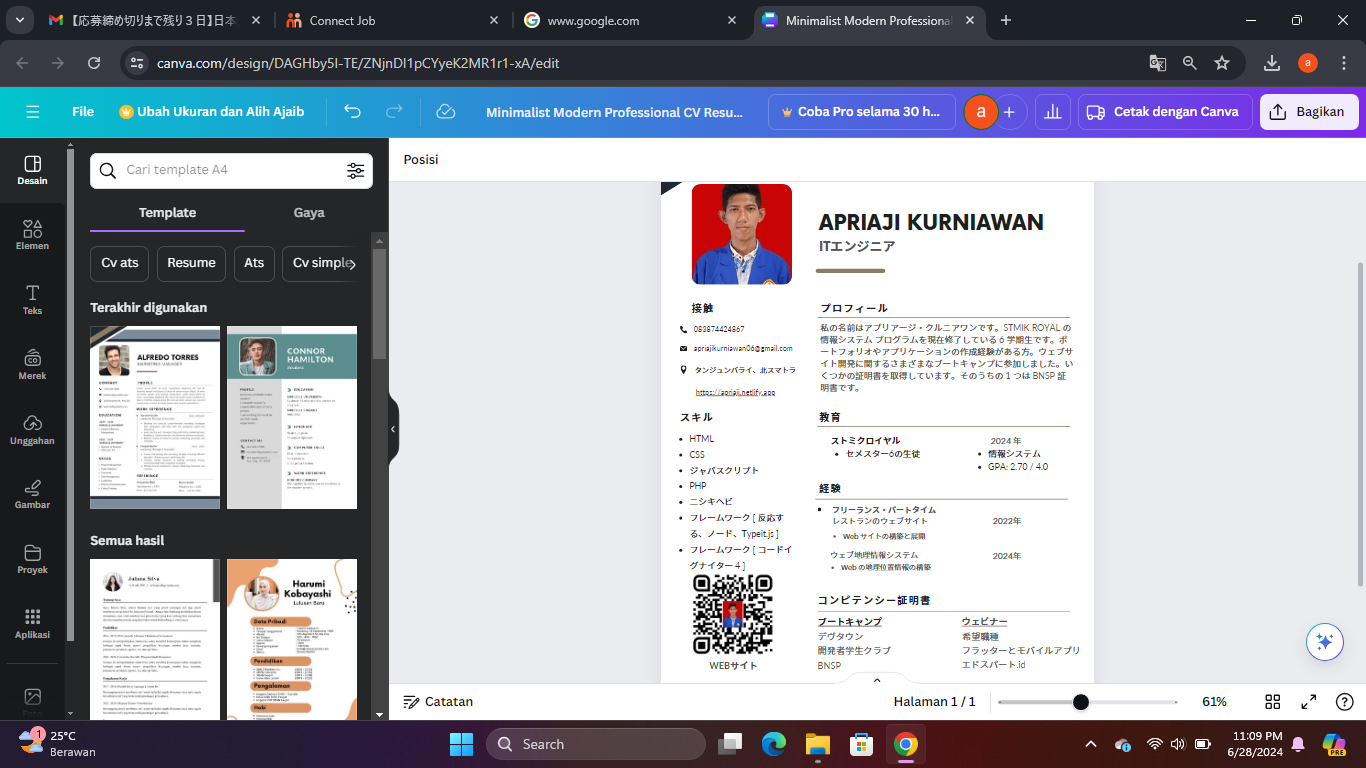 【応募締め切りまで残り３日】日本
Connect Job
www.google.com
Minimalist Modern Professional
canva.com/design/DAGHby5I-TE/ZNjnDI1pCYyeK2MR1r1-xA/edit
a
File
Ubah Ukuran dan Alih Ajaib
Minimalist Modern Professional CV Resu...
Coba Pro selama 30 h...
a
Cetak dengan Canva
Bagikan
Desain
Elemen
Teks
Merek
Unggahan
Gambar
Proyek
Aplikasi
Cari template A4
Template
Gaya
Cv ats
Resume
Ats
Cv simple
Terakhir digunakan
ALFREDO TORRES
CONNOR
HAMILTON
Semua hasil
Juliana Silva
Harumi
Kobayashi
Data Pribadi
Pendidikan
Pengalaman
Hobi
Posisi
APRIAJI KURNIAWAN
ITエンジニア
接触
083874424867
apriajikurniawan06@gmail.com
タンジュンバライ、北スマトラ
https://apriaji.netlify.app
スキル
HTML
CSS
ジャバスクリプト
PHP
ニシキヘビ
フレームワーク [ 反応す
る、ノード、Typeit.js ]
フレームワーク [ コードイ
グナイター 4 ]
WEBサイト
プロフィール
私の名前はアプリアージ・クルニアワンです。STMIK ROYAL の
情報システム プログラムを現在修了している 6 学期生です。ポ
ートフォリオやアプリケーションの作成経験がある方。ウェブサ
イト開発に関するさまざまなブートキャンプに参加しました。い
くつかの証明書を取得しています。そのうちの 1 つは BNSP 証
明書です。
教育
ストミクロイヤル
2024 年
セメスター6の生徒
情報システム
GPA: 2.70 / 4.0
経験
フリーランス・パートタイム
レストランのウェブサイト
2022年
Web サイトの構築と展開
ウェブ地理情報システム
2024年
Web の地理位置情報の構築
コンピテンシー証明書
ブートキャンプ
ウェビナー
デヴタウン
希望職種
開発者学生クラブ
フラッターとモバイルアプリ
BNSP
エドスパート.id
Catatan
Halaman 1 / 1
61%
1
25°C
Berawan
Search
11:09 PM
6/28/2024
PRE